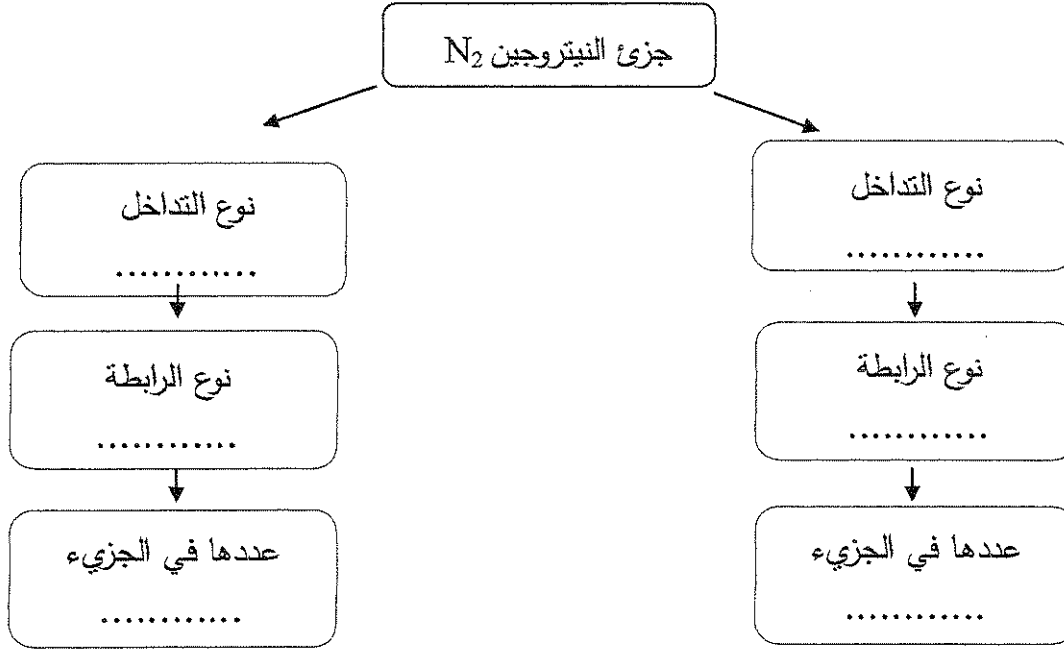 جزئ النيتروجين N₂
نوع التداخل
............
نوع الرابطة
............
عددها في الجزيء
............
نوع التداخل
............
نوع الرابطة
............
عددها في الجزيء
............